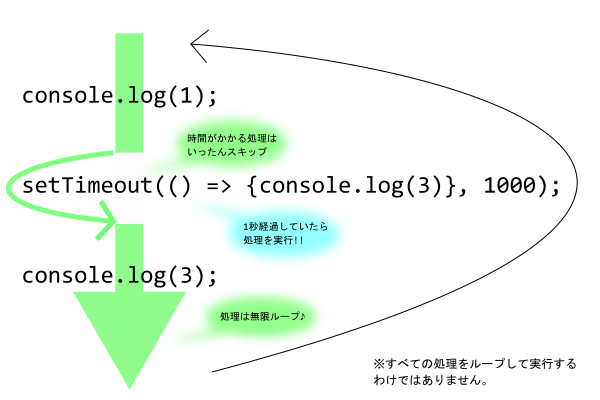 console.log(1);
時間がかかる処理は
いったんスキップ
setTimeout(() => {console.log(3)}, 1000);
1秒経過していたら
処理を実行!!
console.log(3);
処理は無限ループ♪
※すべての処理をループして実行する
わけではありません。